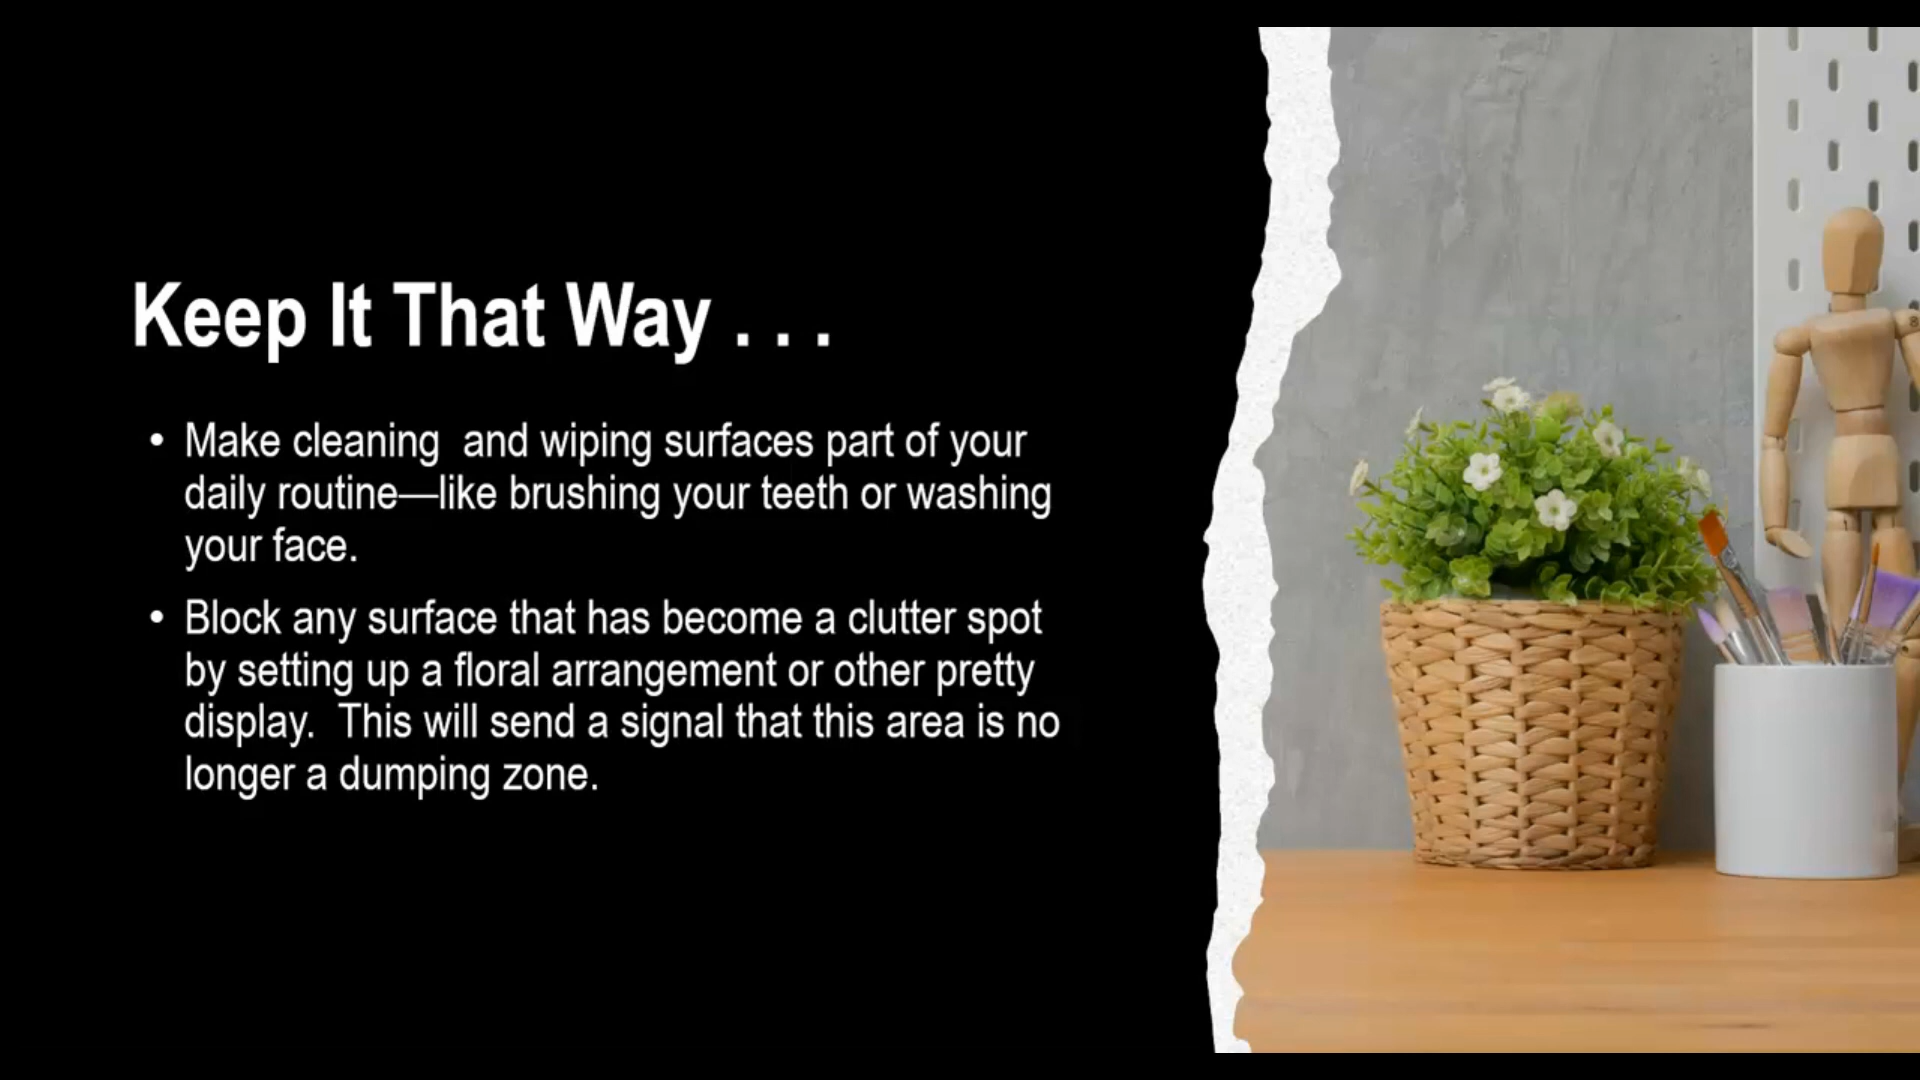 Keep It That Way . . .
• Make cleaning  and wiping surfaces part of your
daily routine—like brushing your teeth or washing
your face.
• Block any surface that has become a clutter spot
by setting up a floral arrangement or other pretty
display.  This will send a signal that this area is no
longer a dumping zone.